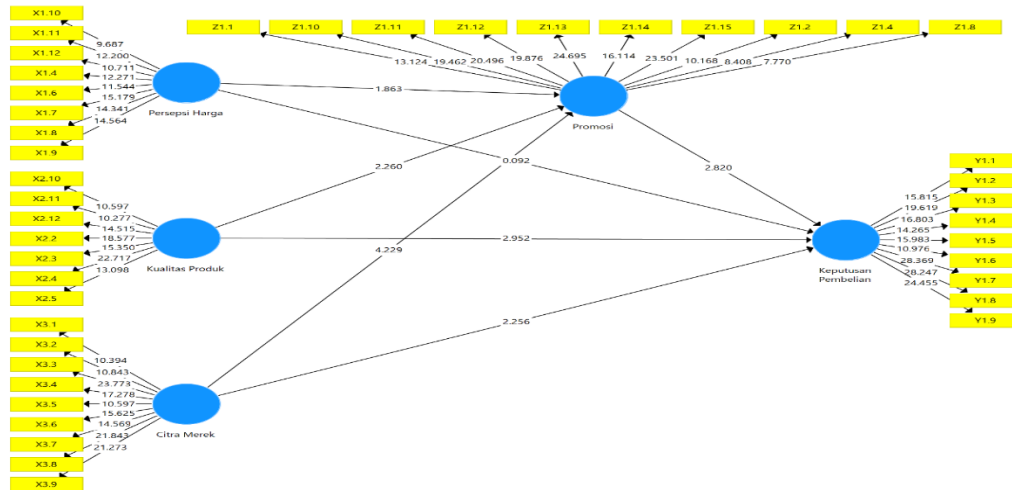 X1.10
X1.11
X1.12
X1.4
X1.6
X1.7
X1.8
X1.9
9.687
12.200
10.711
12.271
11.544
15.179
14.341
14.564
Persepsi Harga
Z1.1
Z1.10
Z1.11
Z1.12
Z1.13
Z1.14
Z1.15
Z1.2
Z1.4
Z1.8
13.124
19.462
20.496
19.876
24.695
16.114
23.501
10.168
8.408
7.770
Promosi
1.863
2.260
4.229
0.092
2.820
2.952
2.256
X2.10
X2.11
X2.12
X2.2
X2.3
X2.4
X2.5
10.597
10.277
14.515
18.577
15.350
22.717
13.098
Kualitas Produk
Y1.1
Y1.2
Y1.3
Y1.4
Y1.5
Y1.6
Y1.7
Y1.8
Y1.9
15.815
19.619
16.803
14.265
15.983
10.976
28.369
28.247
24.455
Keputusan
Pembelian
X3.1
X3.2
X3.3
X3.4
X3.5
X3.6
X3.7
X3.8
X3.9
10.394
10.843
23.773
17.278
10.597
15.625
14.569
21.843
21.273
Citra Merek